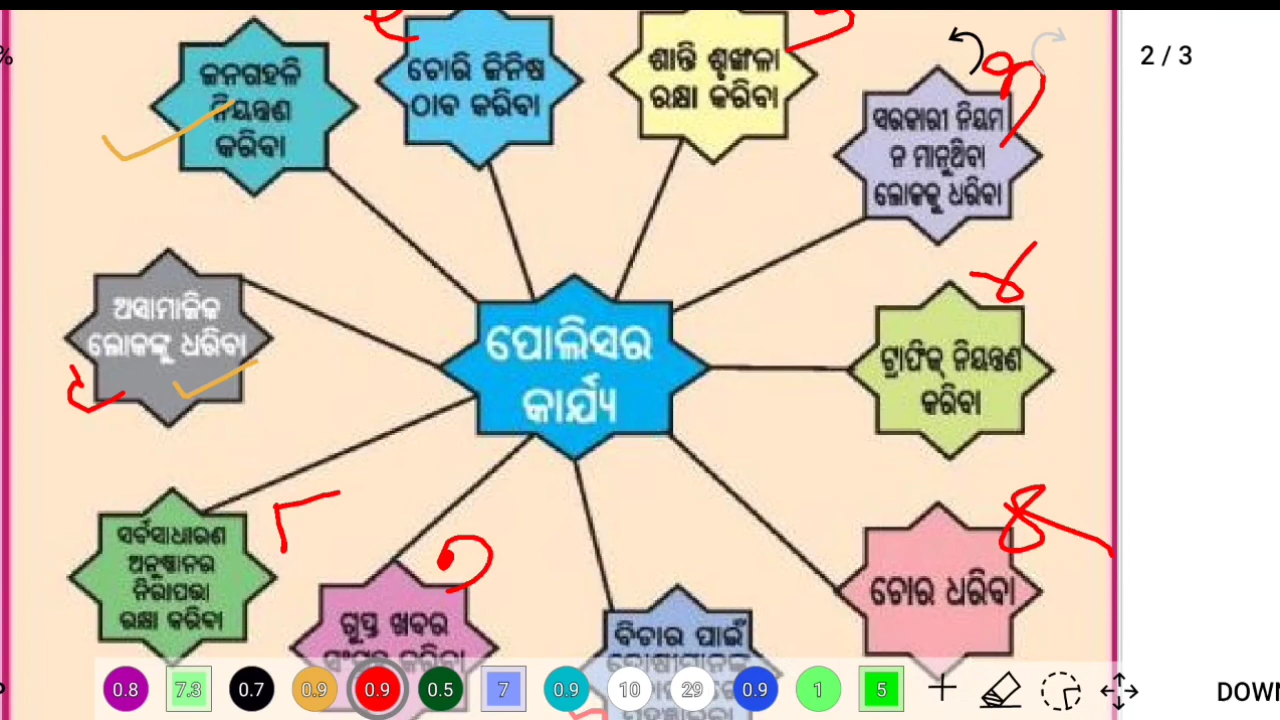 ଜନଗହଳି
ନିୟନ୍ତ୍ରଣ
କରିବା
ଚୋରି ଜିନିଷ
ଠାବ କରିବା
ଶାନ୍ତି ଶୃଙ୍ଖଳା
ରକ୍ଷା କରିବା
ସରକାରୀ ନିୟମ
ନ ମାନୁଥିବା
ଲୋକଙ୍କୁ ଧରିବା
2 / 3
ଅସାମାଜିକ
ଲୋକଙ୍କୁ ଧରିବା
ପୋଲିସର
କାର୍ଯ୍ୟ
ଟ୍ରାଫିକ୍ ନିୟନ୍ତ୍ରଣ
କରିବା
ସର୍ବସାଧାରଣ
ଅନୁଷ୍ଠାନର
ନିରାପତ୍ତା
ରକ୍ଷା କରିବା
ଗୁପ୍ତ ଖବର
ବିଚାର ପାଇଁ
ଚୋର ଧରିବା
0.8 7.3 0.7 0.9 0.9 0.5 7 0.9 10 29 0.9 1 5